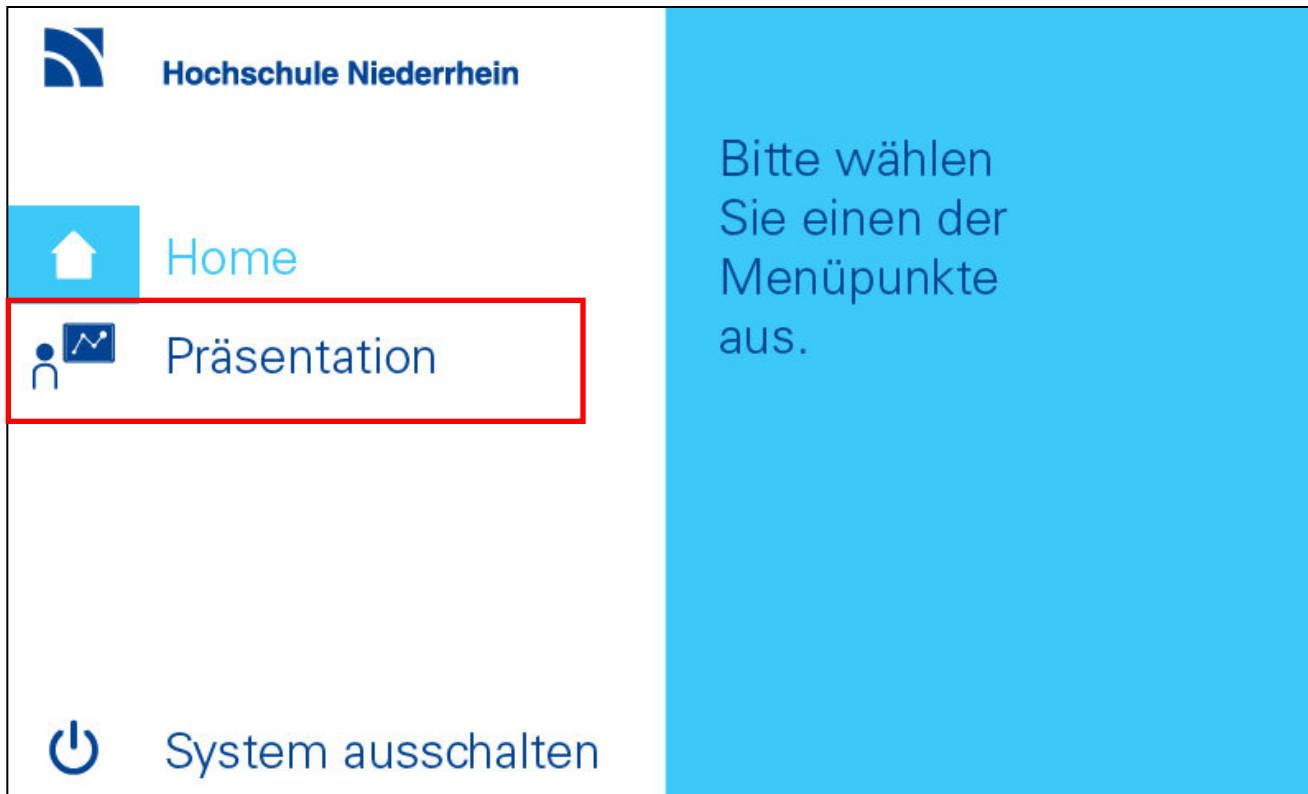 Hochschule Niederrhein
Home
Präsentation
System ausschalten
Bitte wählen
Sie einen der
Menüpunkte
aus.